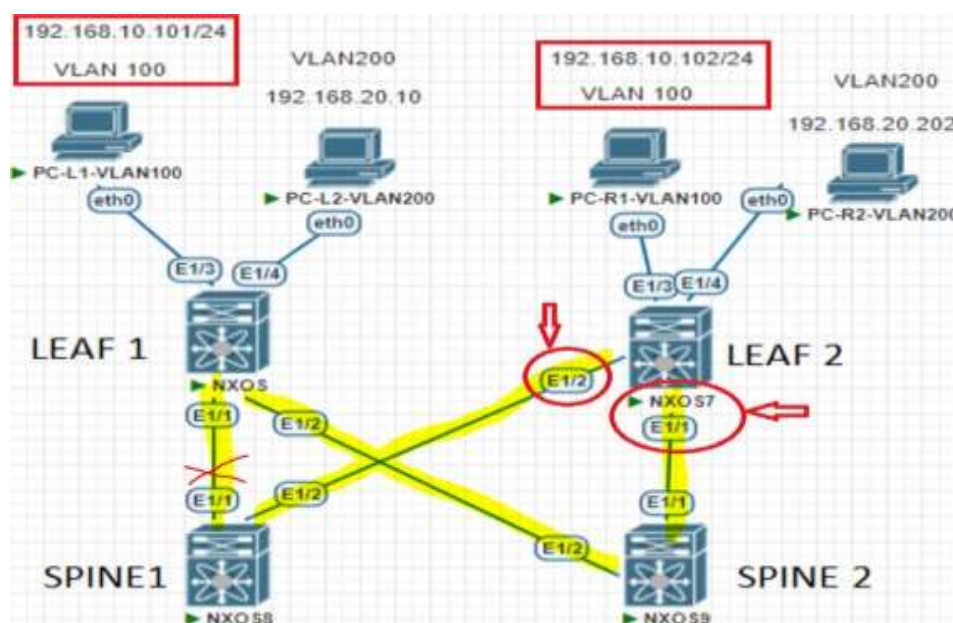 192.168.10.101/24
VLAN 100
VLAN200
192.168.20.10
192.168.10.102/24
VLAN 100
VLAN200
192.168.20.202
PC-L1-VLAN100
PC-L2-VLAN200
PC-R1-VLAN100
PC-R2-VLAN200
eth0
eth0
eth0
eth0
E1/3
E1/4
E1/3
E1/4
LEAF 1
LEAF 2
NXOS
NXOS7
E1/2
E1/1
E1/2
E1/1
E1/1
E1/2
E1/2
E1/1
SPINE1
SPINE 2
NXOS8
NXOS9